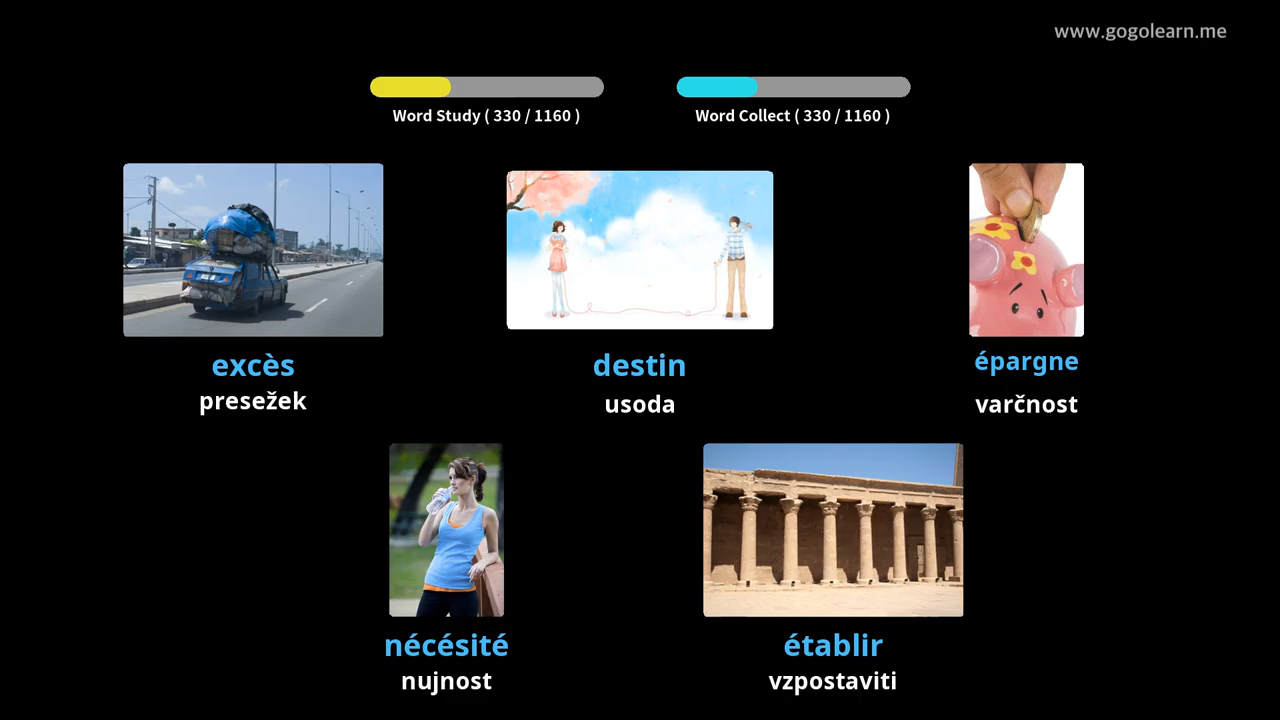 www.gogolearn.me
Word Study ( 330 / 1160 )
Word Collect ( 330 / 1160 )
excès
presežek
destin
usoda
épargne
varčnost
nécésité
nujnost
établir
vzpostaviti